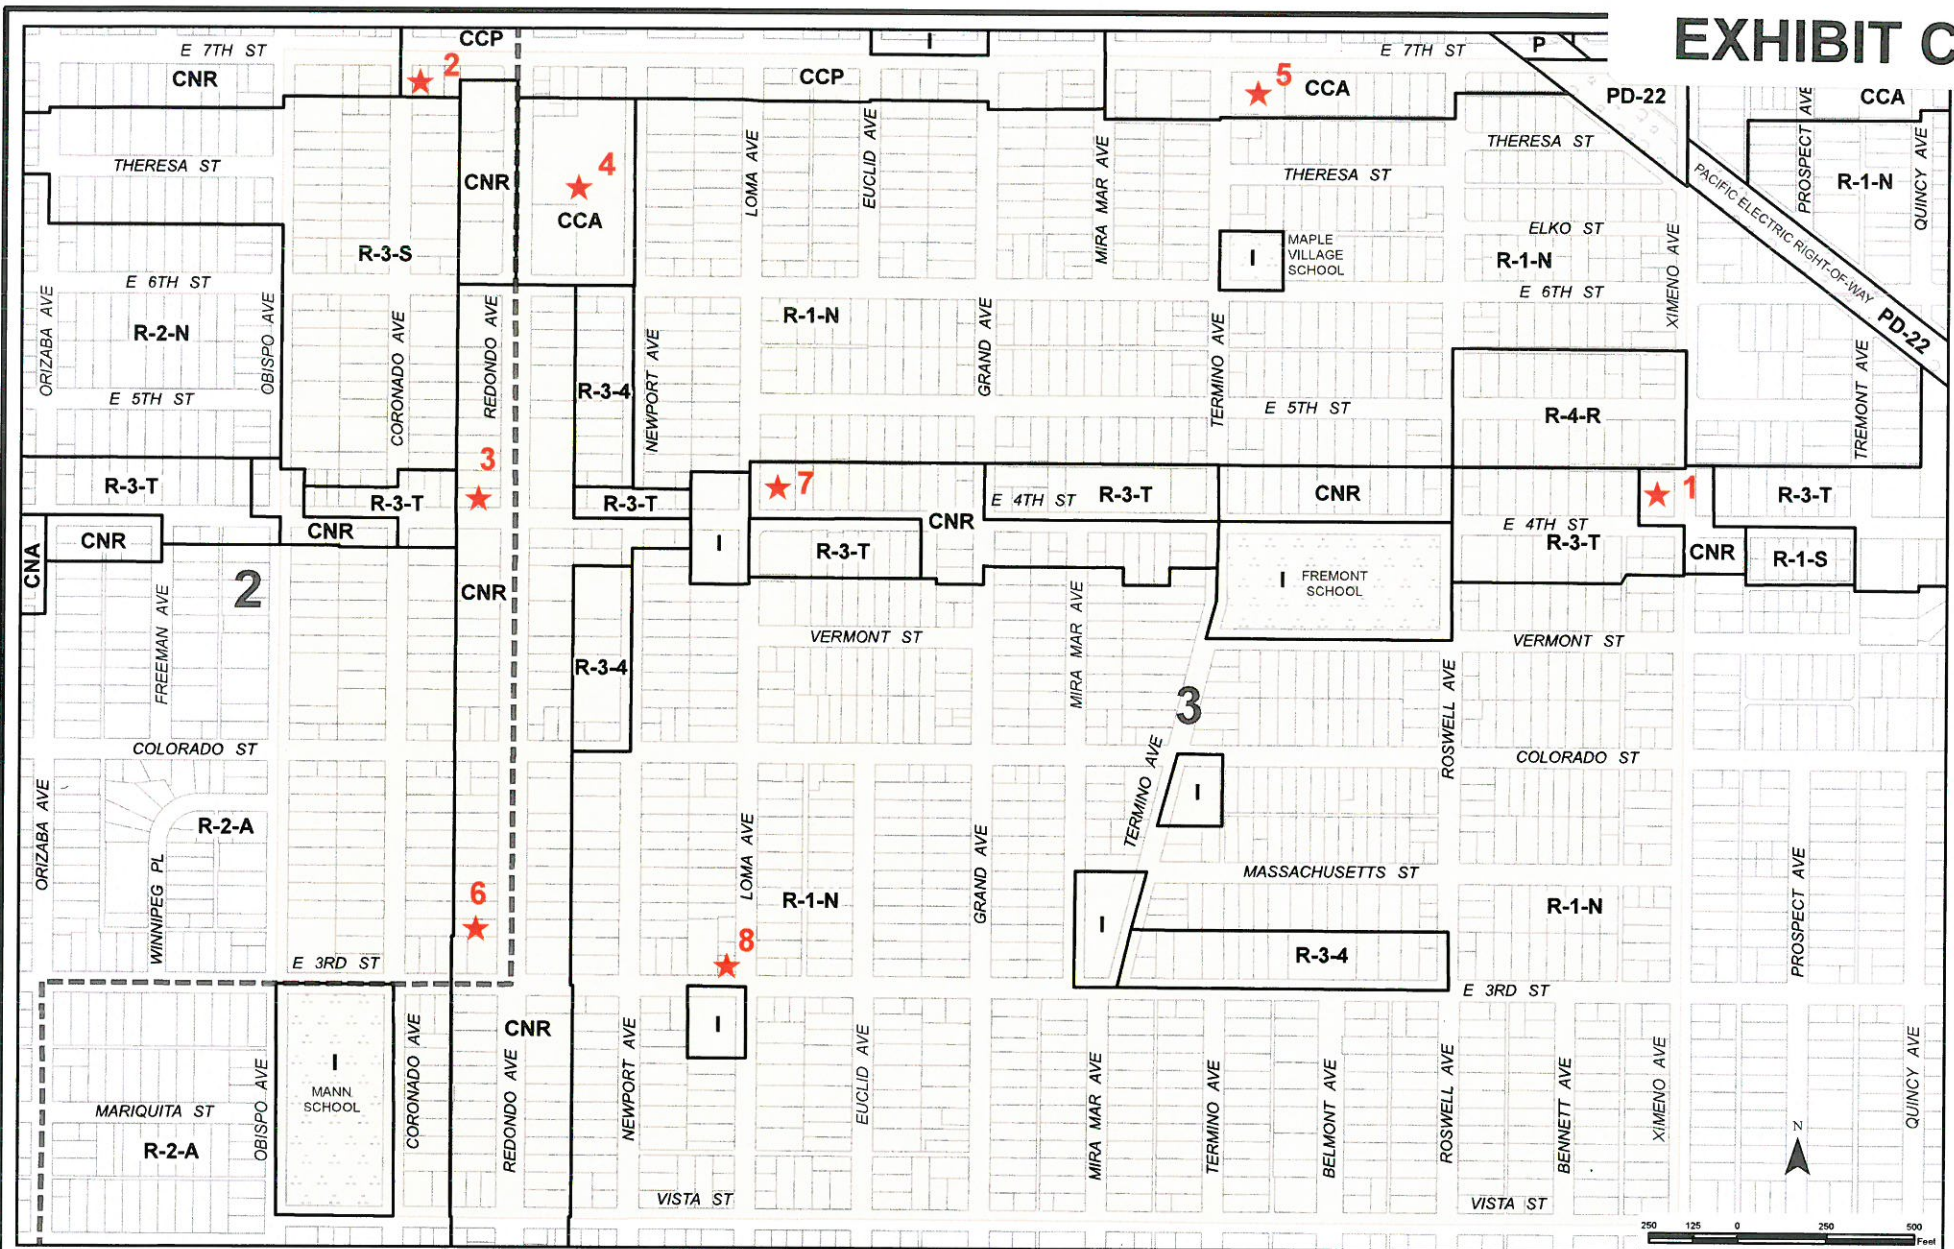 EXHIBIT C
E 7TH ST
CCP
I
E 7TH ST
P
CNR
2
CCP
5
CCA
PD-22
PROSPECT AVE
CCA
THERESA ST
CNR
4
CCA
LOMA AVE
EUCLID AVE
MIRA MAR AVE
THERESA ST
THERESA ST
PACIFIC ELECTRIC RIGHT-OF-WAY
R-1-N
QUINCY AVE
R-3-S
I
MAPLE
VILLAGE
SCHOOL
ELKO ST
R-1-N
XIMENO AVE
E 6TH ST
E 6TH ST
ORIZABA AVE
R-2-N
OBISPO AVE
CORONADO AVE
REDONDO AVE
NEWPORT AVE
R-1-N
GRAND AVE
TERMINO AVE
PD-22
TREMONT AVE
E 5TH ST
R-3-4
E 5TH ST
R-4-R
3
R-3-T
R-3-T
R-3-T
7
E 4TH ST
R-3-T
CNR
1
R-3-T
CNR
CNR
CNR
E 4TH ST
CNA
I
R-3-T
R-3-T
CNR
R-1-S
2
CNR
I
FREMONT
SCHOOL
FREEMAN AVE
VERMONT ST
MIRA MAR AVE
VERMONT ST
R-3-4
3
ROSWELL AVE
COLORADO ST
COLORADO ST
ORIZABA AVE
TERMINO AVE
I
R-2-A
WINNIPEG PL
LOMA AVE
GRAND AVE
MASSACHUSETTS ST
PROSPECT AVE
6
R-1-N
I
R-1-N
8
R-3-4
E 3RD ST
E 3RD ST
CNR
I
I
MANN
SCHOOL
MARIQUITA ST
OBISPO AVE
CORONADO AVE
REDONDO AVE
NEWPORT AVE
EUCLID AVE
MIRA MAR AVE
TERMINO AVE
BELMONT AVE
ROSWELL AVE
BENNETT AVE
XIMENO AVE
QUINCY AVE
N
R-2-A
VISTA ST
VISTA ST
250 125 0 250 500
Feet